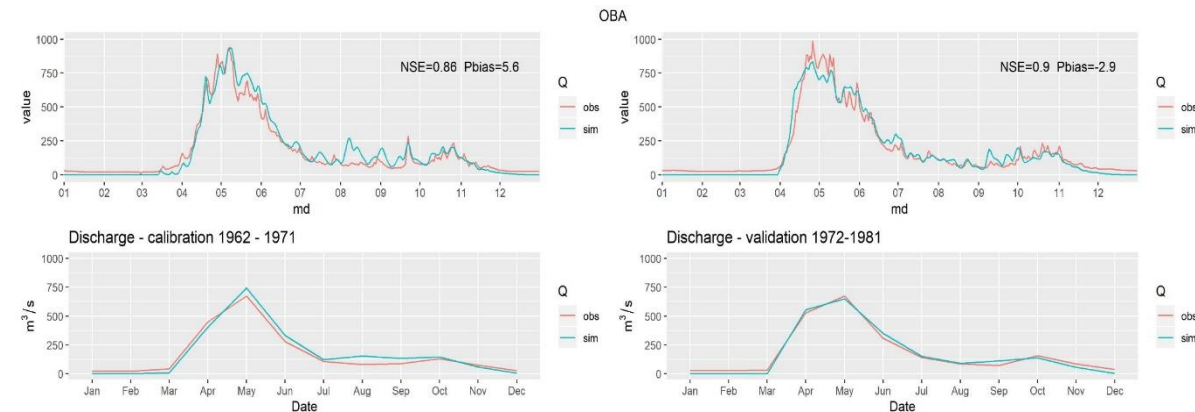 OBA
1000
750
500
250
0
value
NSE=0.86 Pbias=5.6
Q
obs
sim
01 02 03 04 05 06 07 08 09 10 11 12
md
1000
750
500
250
0
value
NSE=0.9 Pbias=-2.9
Q
obs
sim
01 02 03 04 05 06 07 08 09 10 11 12
md
Discharge - calibration 1962 - 1971
1000
750
500
250
0
m³/s
Q
obs
sim
Jan Feb Mar Apr May Jun Jul Aug Sep Oct Nov Dec
Date
Discharge - validation 1972-1981
1000
750
500
250
0
m³/s
Q
obs
sim
Jan Feb Mar Apr May Jun Jul Aug Sep Oct Nov Dec
Date